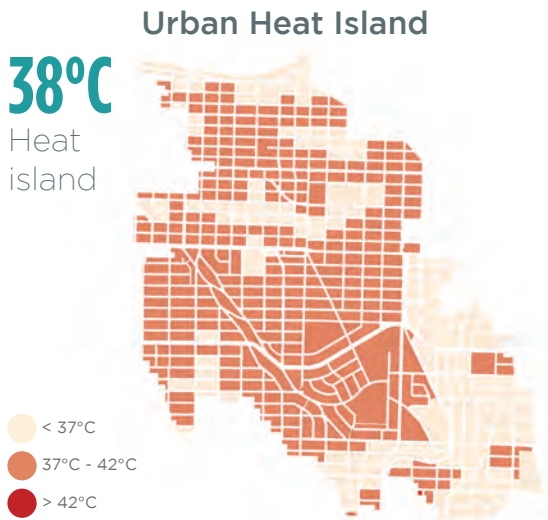 Urban Heat Island
38ºC
Heat
island
< 37°C
37°C - 42°C
> 42°C